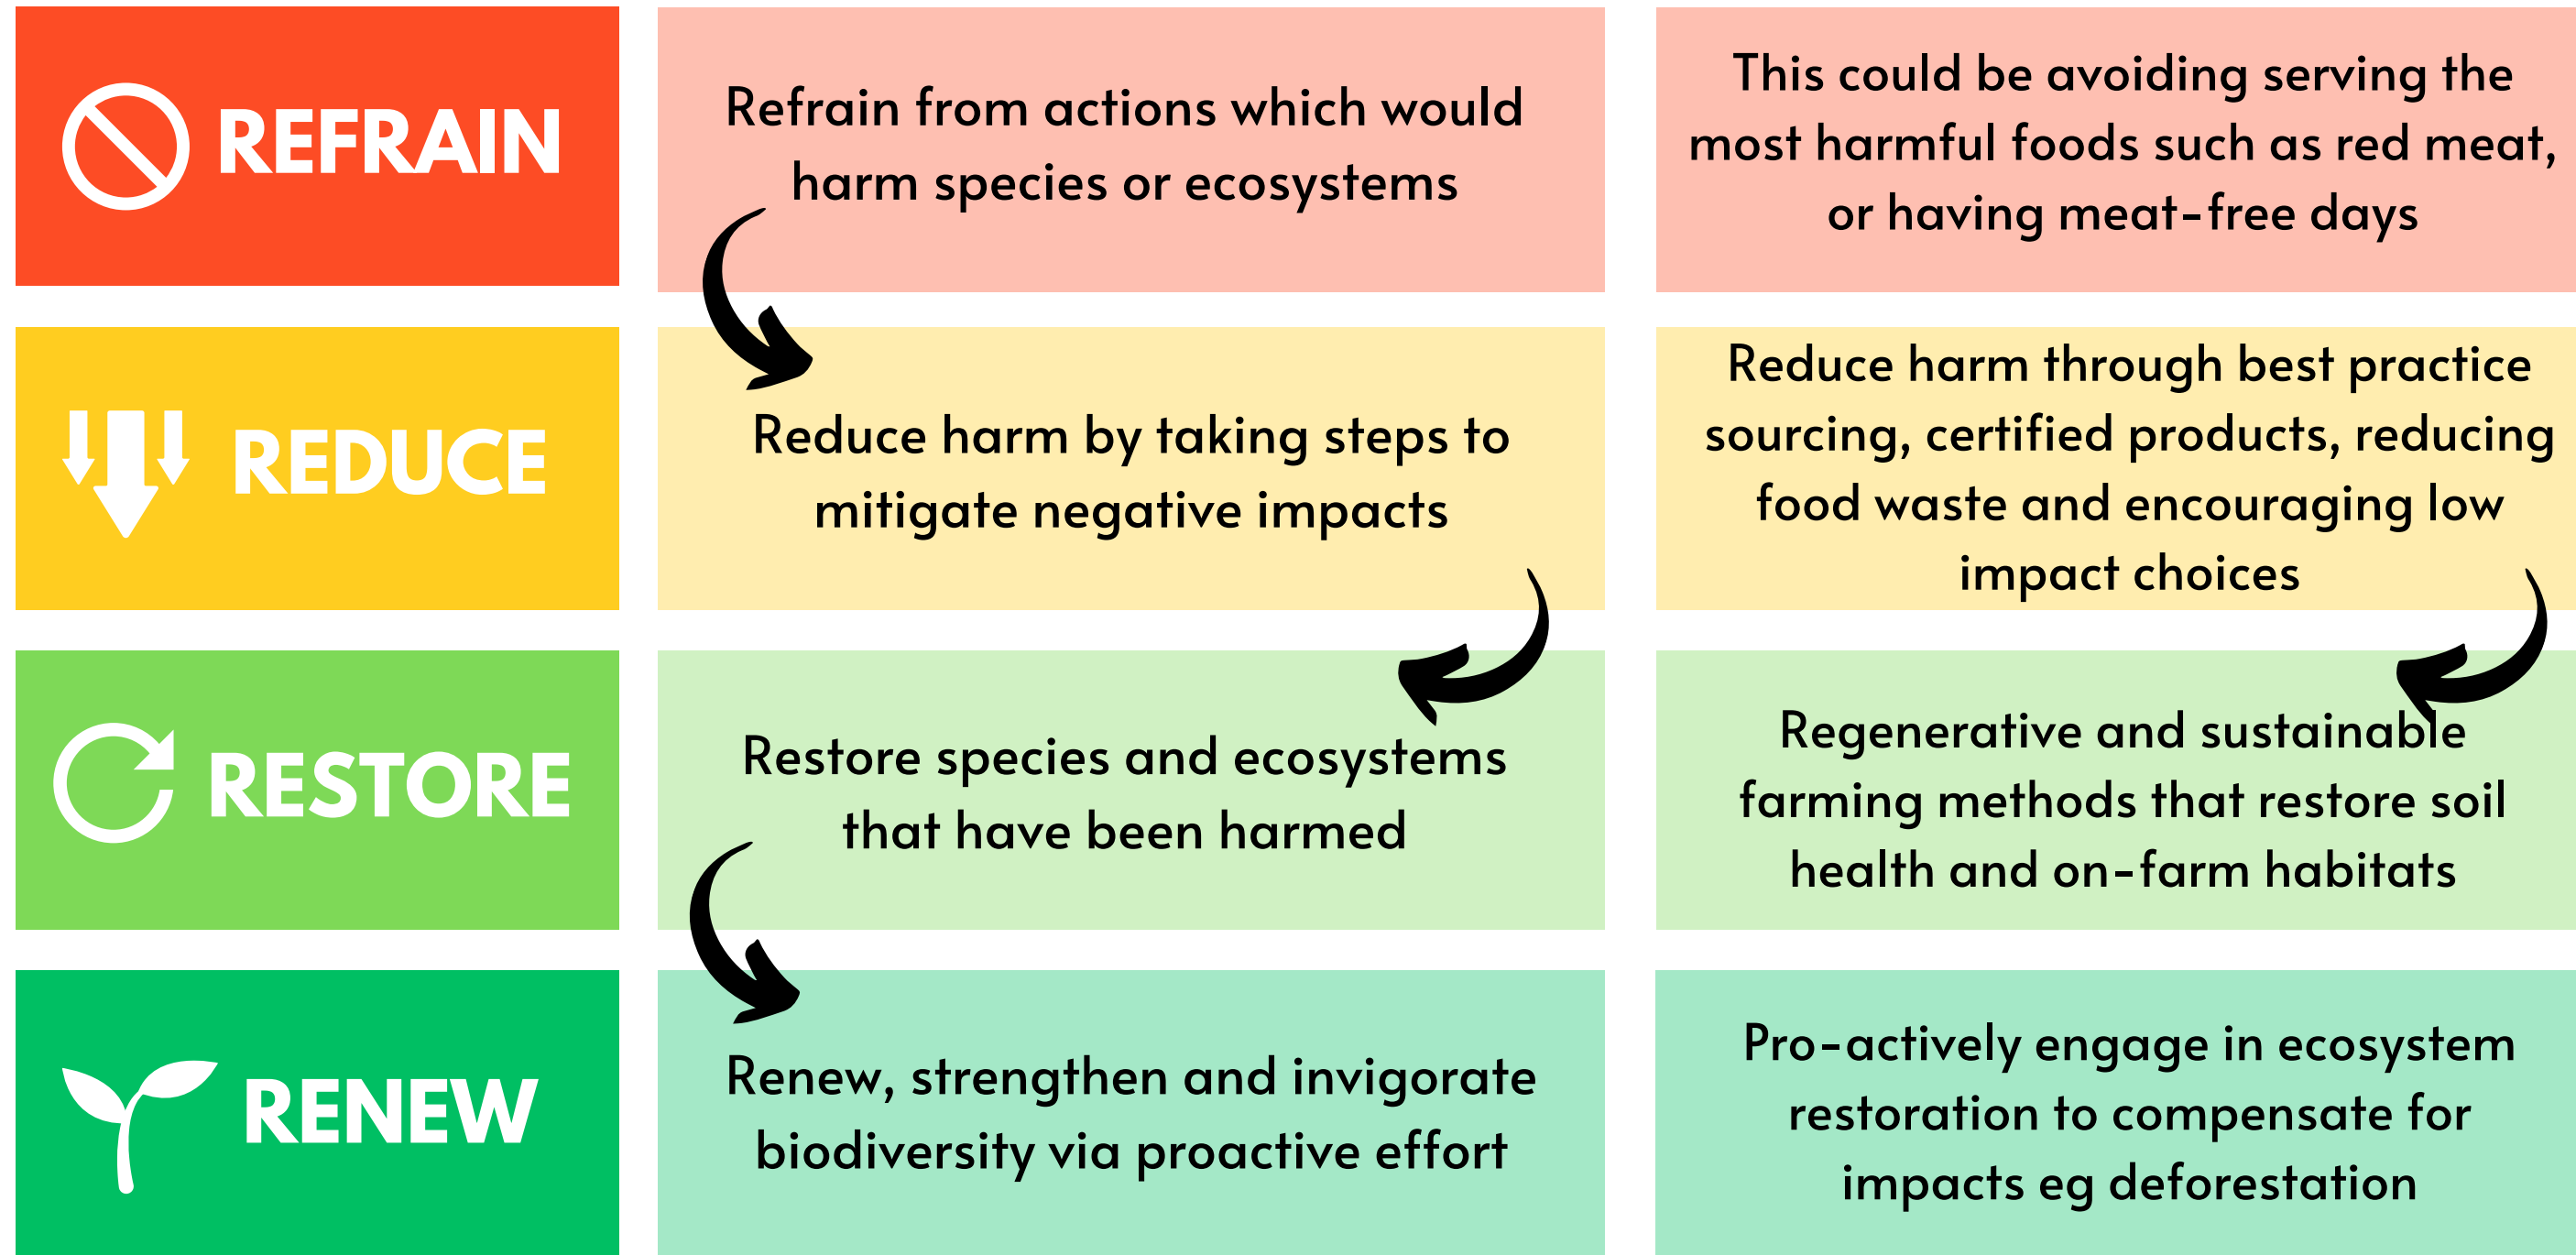 REFRAIN
Refrain from actions which would
harm species or ecosystems
This could be avoiding serving the
most harmful foods such as red meat,
or having meat-free days
REDUCE
Reduce harm by taking steps to
mitigate negative impacts
Reduce harm through best practice
sourcing, certified products, reducing
food waste and encouraging low
impact choices
RESTORE
Restore species and ecosystems
that have been harmed
Regenerative and sustainable
farming methods that restore soil
health and on-farm habitats
RENEW
Renew, strengthen and invigorate
biodiversity via proactive effort
Pro-actively engage in ecosystem
restoration to compensate for
impacts eg deforestation